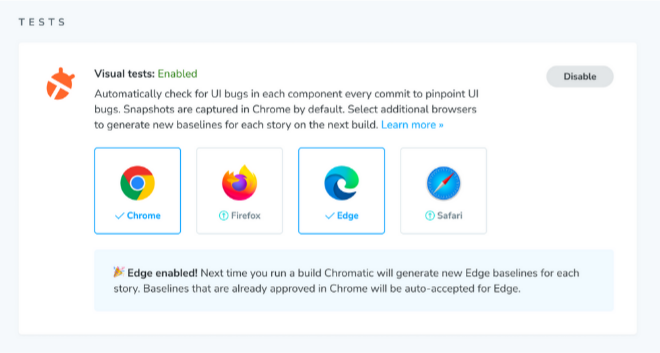 TESTS
Visual tests: Enabled
Disable
Automatically check for UI bugs in each component every commit to pinpoint UI
bugs. Snapshots are captured in Chrome by default. Select additional browsers
to generate new baselines for each story on the next build. Learn more »
Chrome
Firefox
Edge
Safari
🎉 Edge enabled! Next time you run a build Chromatic will generate new Edge baselines for each
story. Baselines that are already approved in Chrome will be auto-accepted for Edge.